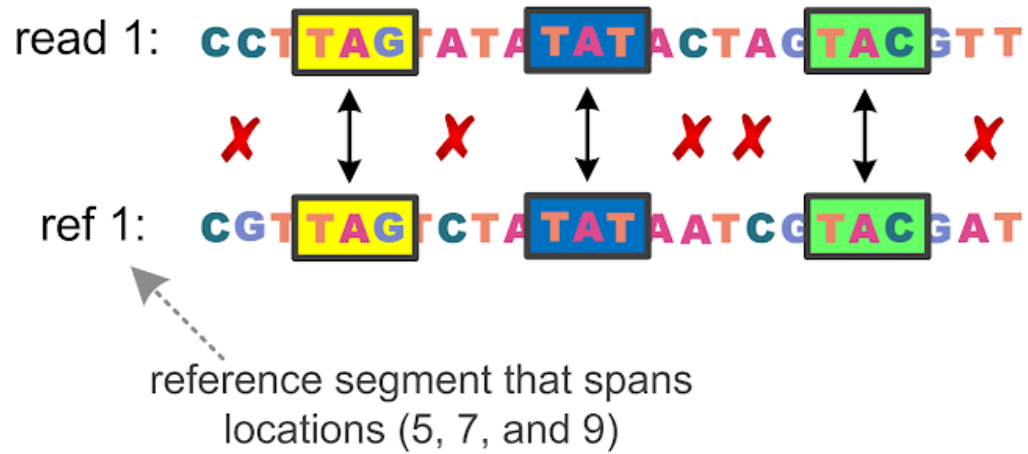 read 1: CCTTAGTATATATACTAGTACGTT
ref 1: CGTTAGTCTATATAATCGTACGAT
reference segment that spans
locations (5, 7, and 9)